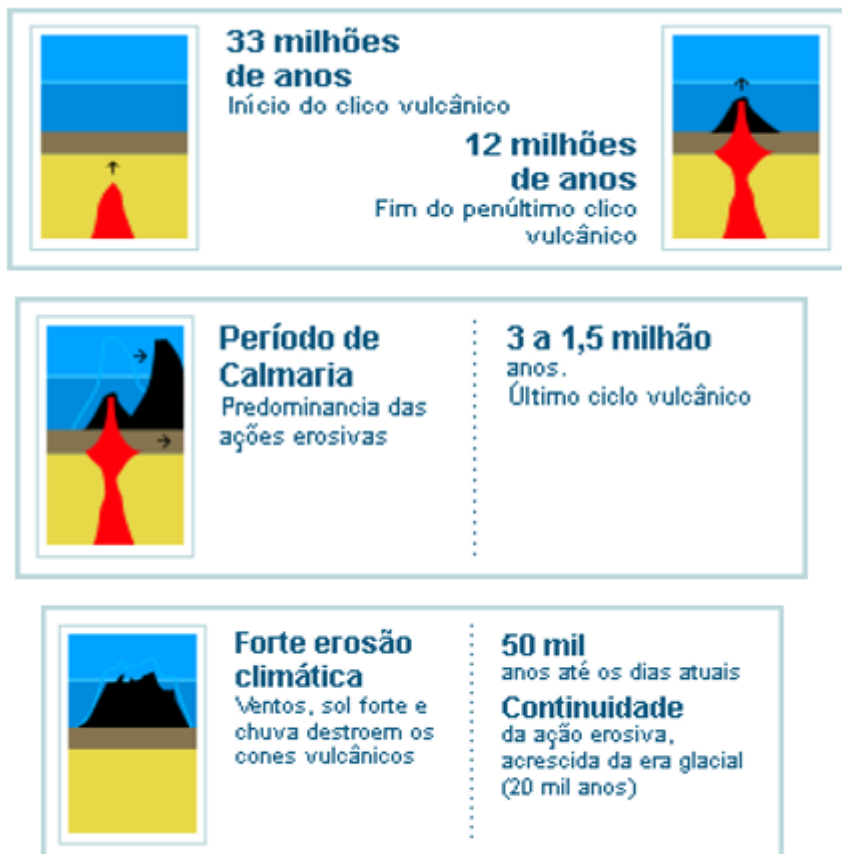 33 milhões
de anos
Início do clico vulcânico
12 milhões
de anos
Fim do penúltimo clico
vulcânico
Período de
Calmaria
Predominancia das
ações erosivas
3 a 1,5 milhão
anos.
Último ciclo vulcânico
Forte erosão
climática
Ventos, sol forte e
chuva destroem os
cones vulcânicos
50 mil
anos até os dias atuais
Continuidade
da ação erosiva,
acrescida da era glacial
(20 mil anos)